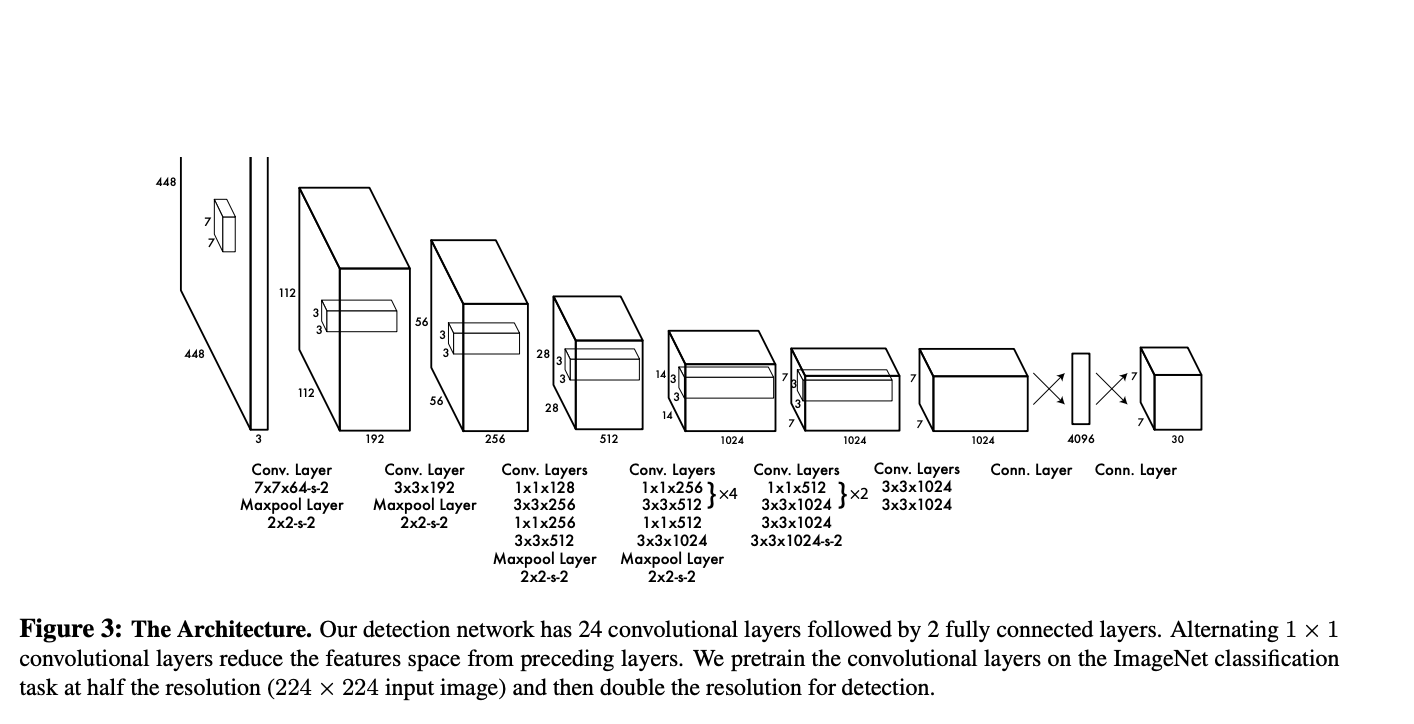 448
7
7
448
3
112
3
3
112
192
56
3
3
56
256
28
3
3
28
512
14
3
3
14
1024
7
3
3
7
1024
7
7
1024
4096
7
7
30
Conv. Layer
7x7x64-s-2
Maxpool Layer
2x2-s-2
Conv. Layer
3x3x192
Maxpool Layer
2x2-s-2
Conv. Layers
1x1x128
3x3x256
1x1x256
3x3x512
Maxpool Layer
2x2-s-2
Conv. Layers
1x1x256
3x3x512 } ×4
1x1x512
3x3x1024
Maxpool Layer
2x2-s-2
Conv. Layers
1x1x512
3x3x1024 } ×2
3x3x1024
3x3x1024-s-2
Conv. Layers
3x3x1024
3x3x1024
Conn. Layer
Conn. Layer
Figure 3: The Architecture. Our detection network has 24 convolutional layers followed by 2 fully connected layers. Alternating 1 × 1
convolutional layers reduce the features space from preceding layers. We pretrain the convolutional layers on the ImageNet classification
task at half the resolution (224 × 224 input image) and then double the resolution for detection.